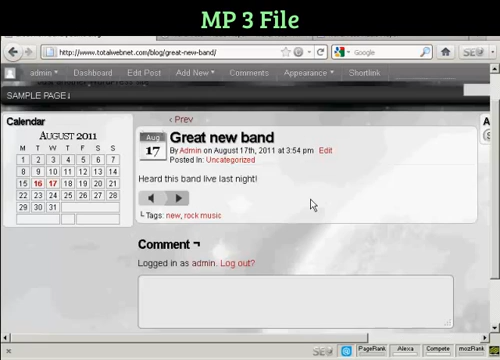 MP 3 File
http://www.totalwebnet.com/blog/great-new-band/
Google
admin Dashboard Edit Post Add New Comments Appearance Shortlink
SAMPLE PAGE↓
Calendar
AUGUST 2011
M T W T F S S
1 2 3 4 5 6 7
8 9 10 11 12 13 14
15 16 17 18 19 20 21
22 23 24 25 26 27 28
29 30 31
‹ Prev
Aug
17
Great new band
By Admin on August 17th, 2011 at 3:54 pm Edit
Posted In: Uncategorized
Heard this band live last night!
└ Tags: new, rock music
Comment ¬
Logged in as admin. Log out?
PageRank Alexa Compete mozRank